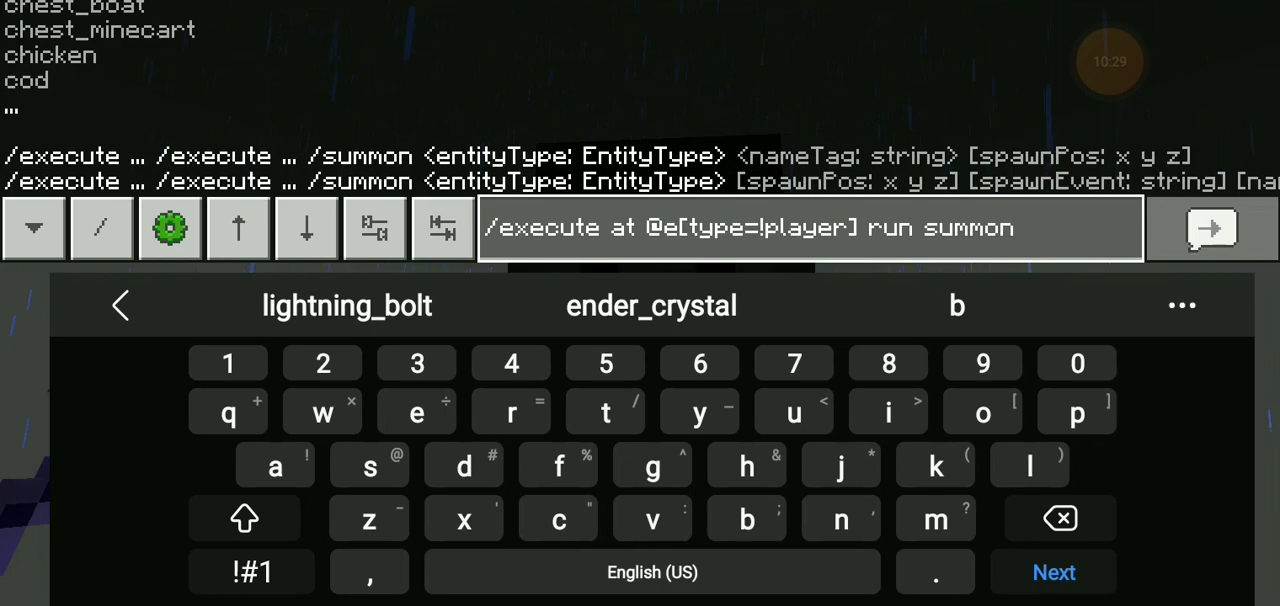 chest_boat
chest_minecart
chicken
cod
...
10:29
/execute ... /execute ... /summon <entityType: EntityType> <nameTag: string> [spawnPos: x y z]
/execute ... /execute ... /summon <entityType: EntityType> [spawnPos: x y z] [spawnEvent: string] [na
/ /execute at @e[type=!player] run summon
lightning_bolt ender_crystal b ...
1 2 3 4 5 6 7 8 9 0
q + w × e ÷ r = t / y _ u < i > o [ p ]
a ! s @ d # f % g ^ h & j * k ( l )
z - x ' c " v : b ; n , m ?
!#1 , English (US) . Next